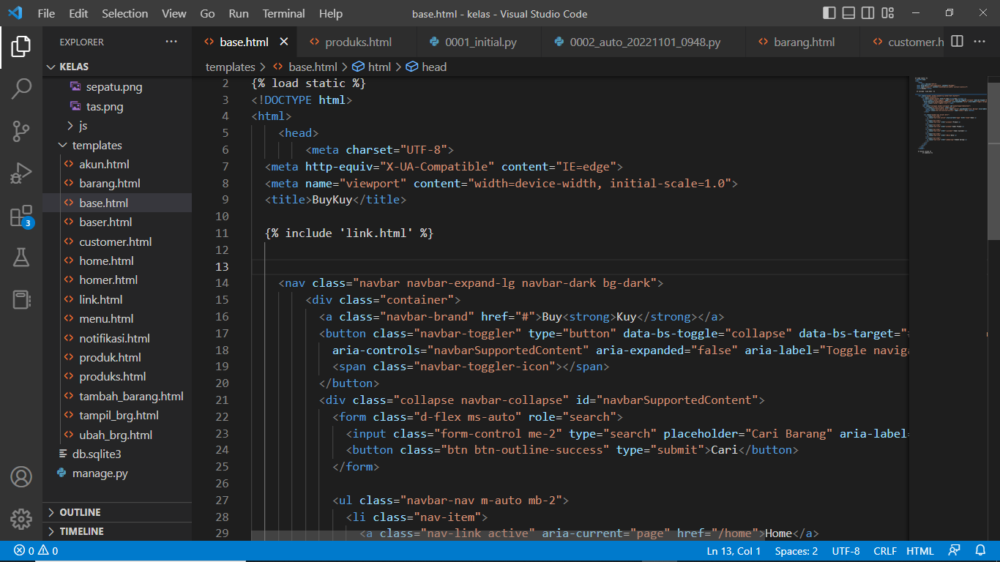 File Edit Selection View Go Run Terminal Help base.html - kelas - Visual Studio Code
EXPLORER
base.html produks.html 0001_initial.py 0002_auto_20221101_0948.py barang.html customer.h
KELAS
templates > base.html > html > head
sepatu.png
tas.png
js
templates
akun.html
barang.html
base.html
baser.html
customer.html
home.html
homer.html
link.html
menu.html
notifikasi.html
produk.html
produks.html
tambah_barang.html
tampil_brg.html
ubah_brg.html
db.sqlite3
manage.py
OUTLINE
TIMELINE
3
2 {% load static %}
3 <!DOCTYPE html>
4 <html>
5 <head>
6 <meta charset="UTF-8">
7 <meta http-equiv="X-UA-Compatible" content="IE=edge">
8 <meta name="viewport" content="width=device-width, initial-scale=1.0">
9 <title>BuyKuy</title>
10
11 {% include 'link.html' %}
12
13
14 <nav class="navbar navbar-expand-lg navbar-dark bg-dark">
15 <div class="container">
16 <a class="navbar-brand" href="#">Buy<strong>Kuy</strong></a>
17 <button class="navbar-toggler" type="button" data-bs-toggle="collapse" data-bs-target="
18 aria-controls="navbarSupportedContent" aria-expanded="false" aria-label="Toggle naviga
19 <span class="navbar-toggler-icon"></span>
20 </button>
21 <div class="collapse navbar-collapse" id="navbarSupportedContent">
22 <form class="d-flex ms-auto" role="search">
23 <input class="form-control me-2" type="search" placeholder="Cari Barang" aria-label=
24 <button class="btn btn-outline-success" type="submit">Cari</button>
25 </form>
26
27 <ul class="navbar-nav m-auto mb-2">
28 <li class="nav-item">
29 <a class="nav-link active" aria-current="page" href="/home">Home</a>
0 0 Ln 13, Col 1 Spaces: 2 UTF-8 CRLF HTML